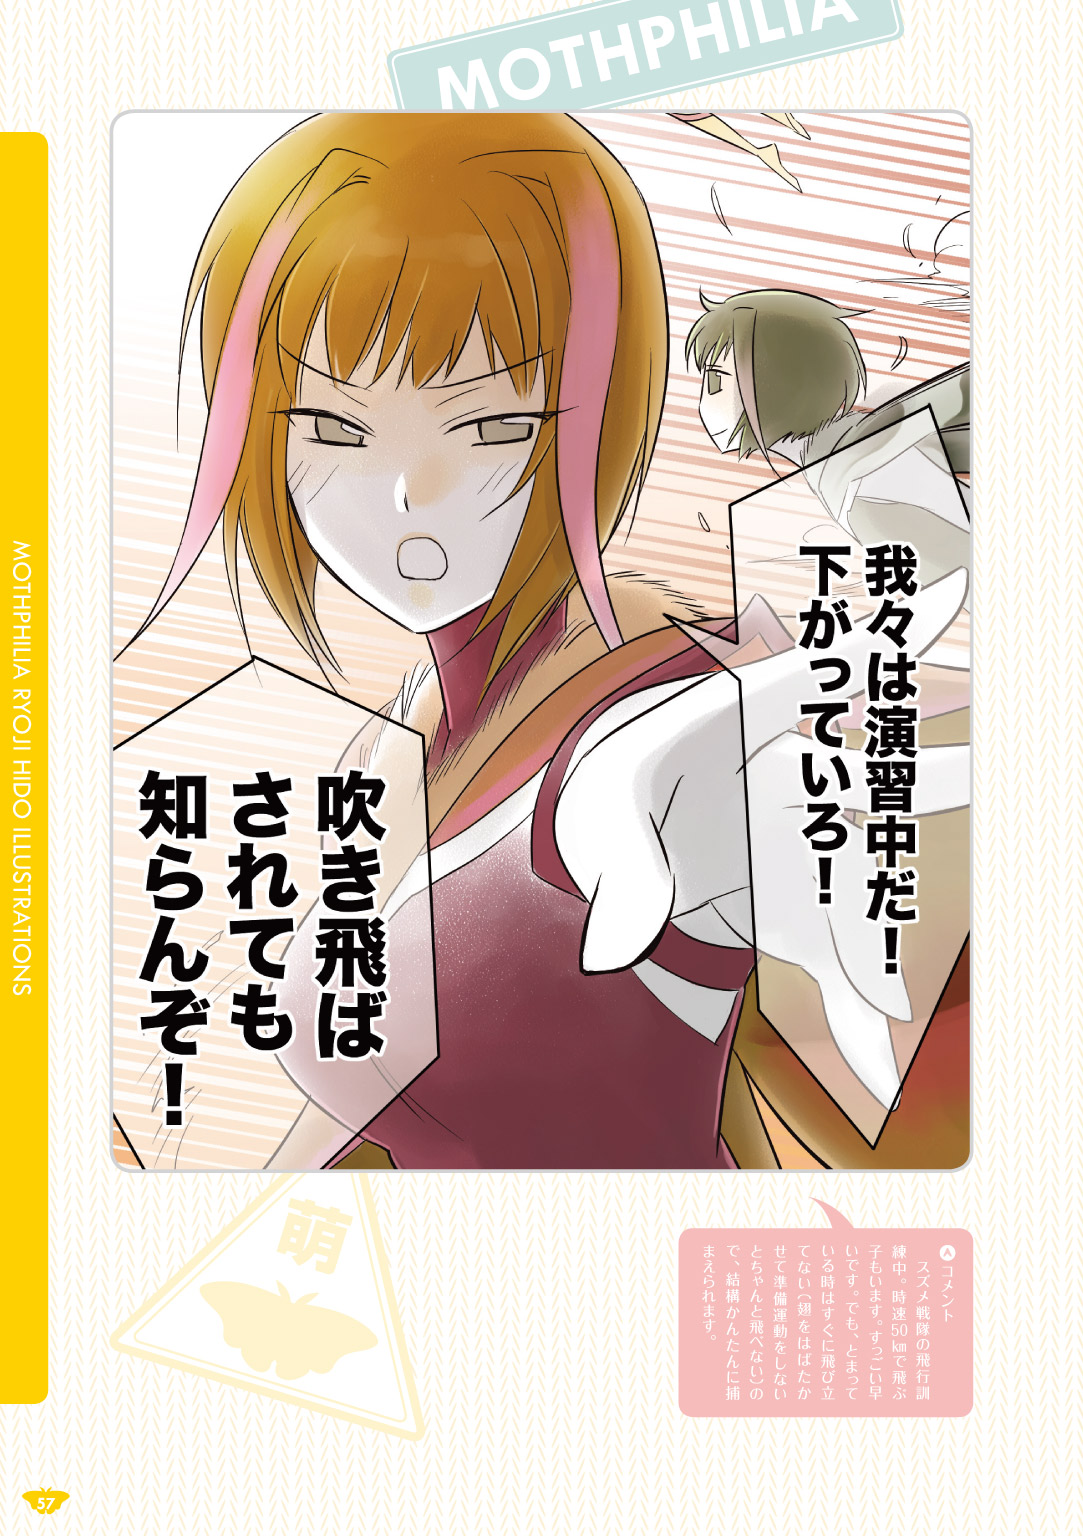 MOTHPHILIA
我々は演習中だ！
下がっていろ！
吹き飛ば
されても
知らんぞ！
MOTHPHILIA RYOJI HIDO ILLUSTRATIONS
萌
A コメント
スズメ戦隊の飛行訓
練中。時速50㎞で飛ぶ
子もいます。すっごい早
いです。でも、とまって
いる時はすぐに飛び立
てない（翅をはばたか
せて準備運動をしない
とちゃんと飛べない）の
で、結構かんたんに捕
まえられます。
57